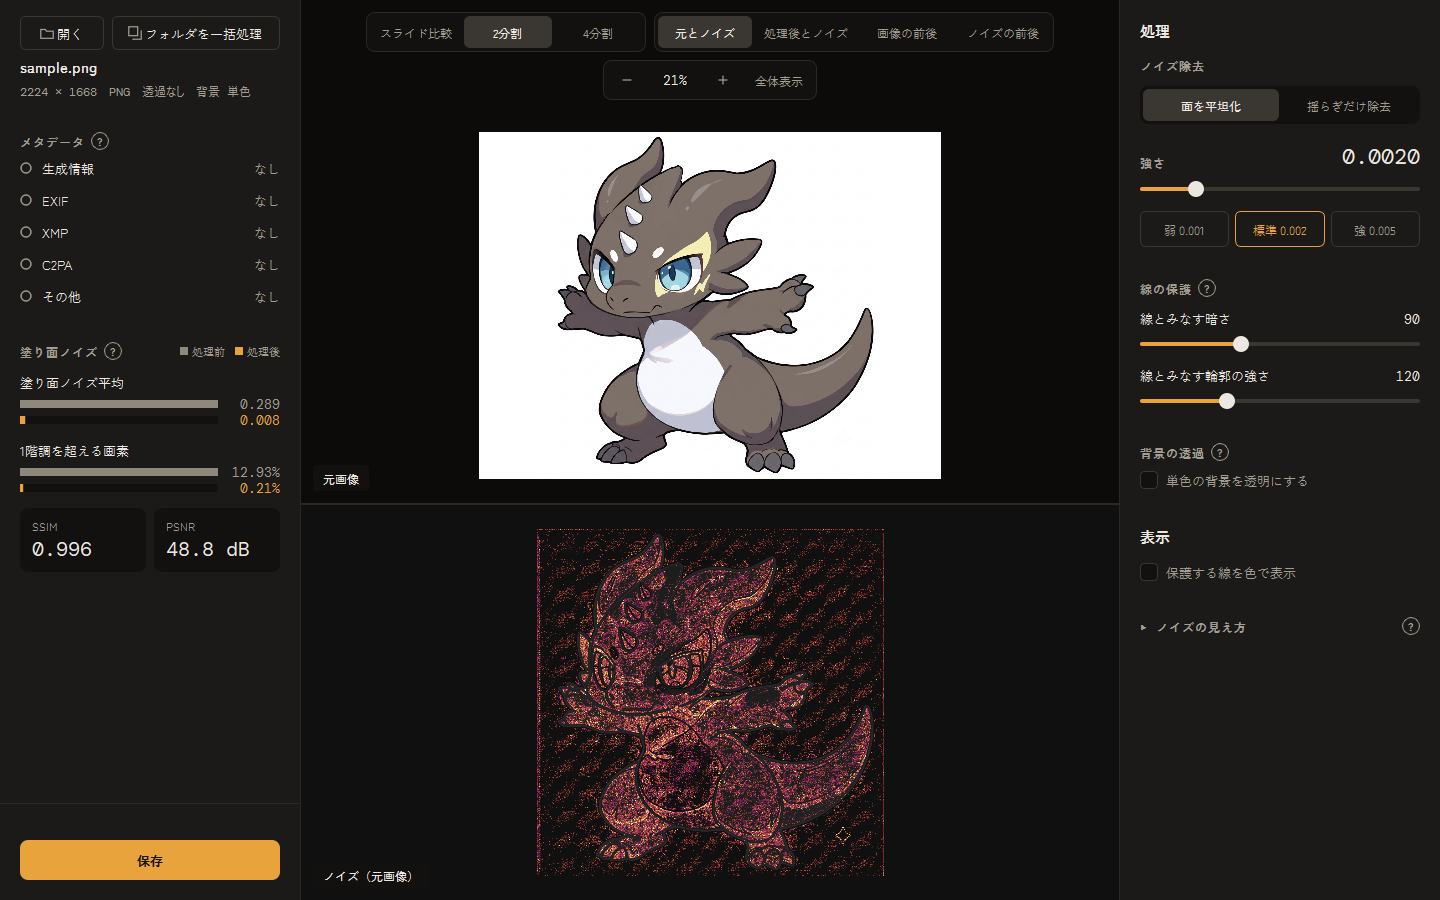 開く
フォルダを一括処理
sample.png
2224 × 1668 PNG 透過なし 背景 単色
メタデータ ?
生成情報 なし
EXIF なし
XMP なし
C2PA なし
その他 なし
塗り面ノイズ ? 処理前 処理後
塗り面ノイズ平均
0.289
0.008
1階調を超える画素
12.93%
0.21%
SSIM
0.996
PSNR
48.8 dB
保存
スライド比較 2分割 4分割
元とノイズ 処理後とノイズ 画像の前後 ノイズの前後
− 21% + 全体表示
元画像
ノイズ（元画像）
処理
ノイズ除去
面を平坦化 揺らぎだけ除去
強さ 0.0020
弱 0.001 標準 0.002 強 0.005
線の保護 ?
線とみなす暗さ 90
線とみなす輪郭の強さ 120
背景の透過 ?
単色の背景を透明にする
表示
保護する線を色で表示
ノイズの見え方 ?